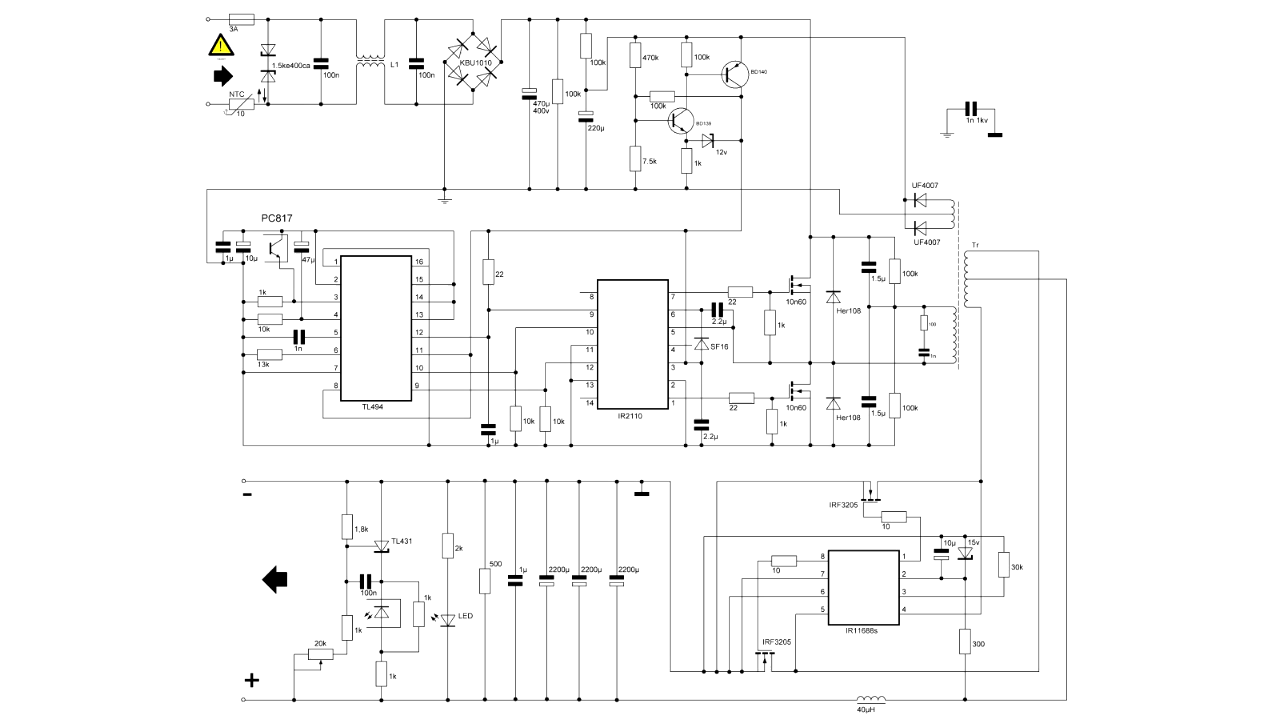 3A
1.5ke400ca
NTC
10
100n
L1
100n
KBU1010
470µ
400v
100k
100k
220µ
470k
100k
100k
7.5k
1k
BD140
BD135
12v
1n 1kv
UF4007
UF4007
Tr
PC817
1µ
10µ
47µ
1k
10k
1n
13k
1
2
3
4
5
6
7
8
16
15
14
13
12
11
10
9
TL494
22
1µ
10k
10k
8
9
10
11
12
13
14
7
6
5
4
3
2
1
IR2110
2.2µ
SF16
2.2µ
22
1k
10n60
22
1k
10n60
Her108
Her108
1.5µ
1.5µ
100k
100k
100
1n
-
1,8k
TL431
100n
1k
1k
20k
1k
+
2k
LED
500
1µ
2200µ
2200µ
2200µ
IRF3205
10
10
8
7
6
5
1
2
3
4
IR11688s
IRF3205
10µ
15v
30k
300
40µH